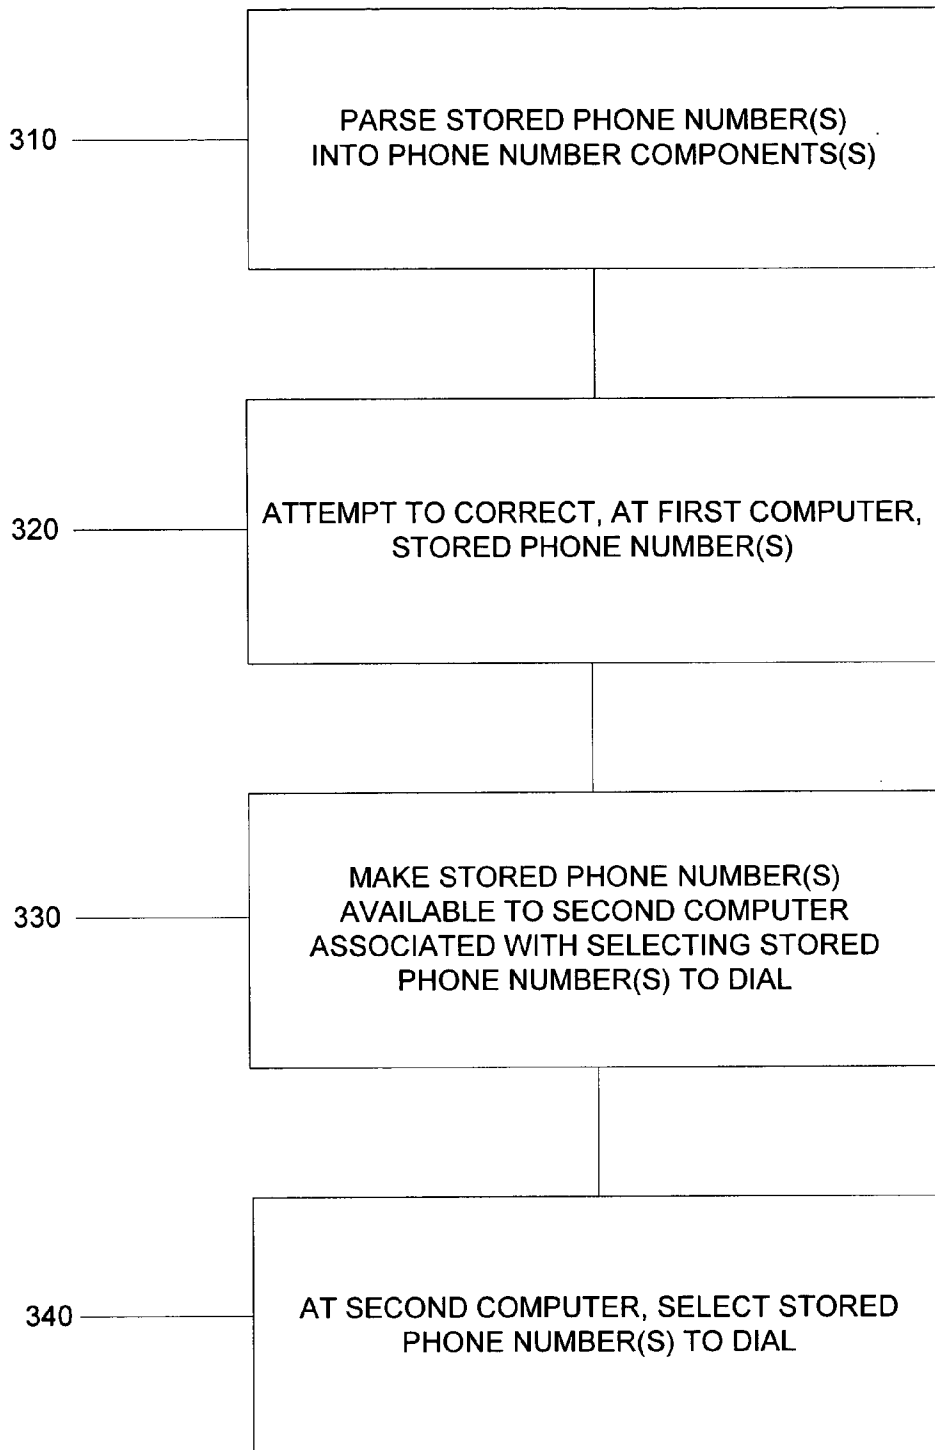 310
PARSE STORED PHONE NUMBER(S)
INTO PHONE NUMBER COMPONENTS(S)
320
ATTEMPT TO CORRECT, AT FIRST COMPUTER,
STORED PHONE NUMBER(S)
330
MAKE STORED PHONE NUMBER(S)
AVAILABLE TO SECOND COMPUTER
ASSOCIATED WITH SELECTING STORED
PHONE NUMBER(S) TO DIAL
340
AT SECOND COMPUTER, SELECT STORED
PHONE NUMBER(S) TO DIAL